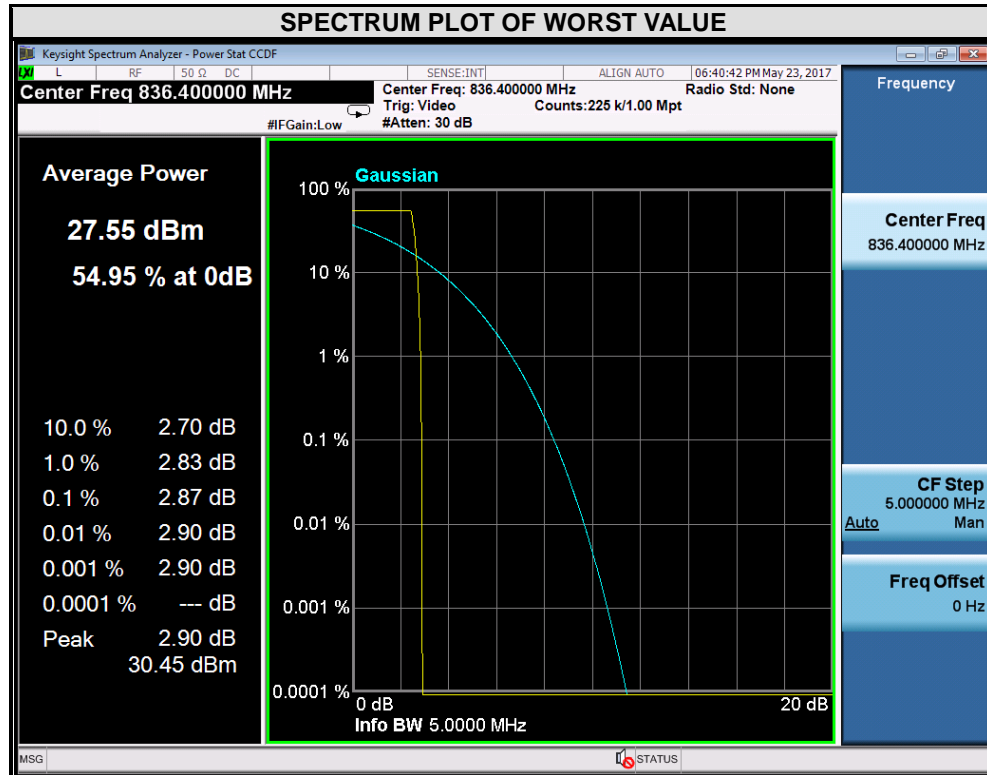 SPECTRUM PLOT OF WORST VALUE
Keysight Spectrum Analyzer - Power Stat CCDF
LXI L RF 50 Ω DC SENSE:INT ALIGN AUTO 06:40:42 PM May 23, 2017
Center Freq 836.400000 MHz
#IFGain:Low
Center Freq: 836.400000 MHz Radio Std: None
Trig: Video Counts:225 k/1.00 Mpt
#Atten: 30 dB
Average Power
27.55 dBm
54.95 % at 0dB
10.0 % 2.70 dB
1.0 % 2.83 dB
0.1 % 2.87 dB
0.01 % 2.90 dB
0.001 % 2.90 dB
0.0001 % --- dB
Peak 2.90 dB
30.45 dBm
Gaussian
100 %
10 %
1 %
0.1 %
0.01 %
0.001 %
0.0001 %
0 dB 20 dB
Info BW 5.0000 MHz
Frequency
Center Freq
836.400000 MHz
CF Step
5.000000 MHz
Auto Man
Freq Offset
0 Hz
MSG STATUS